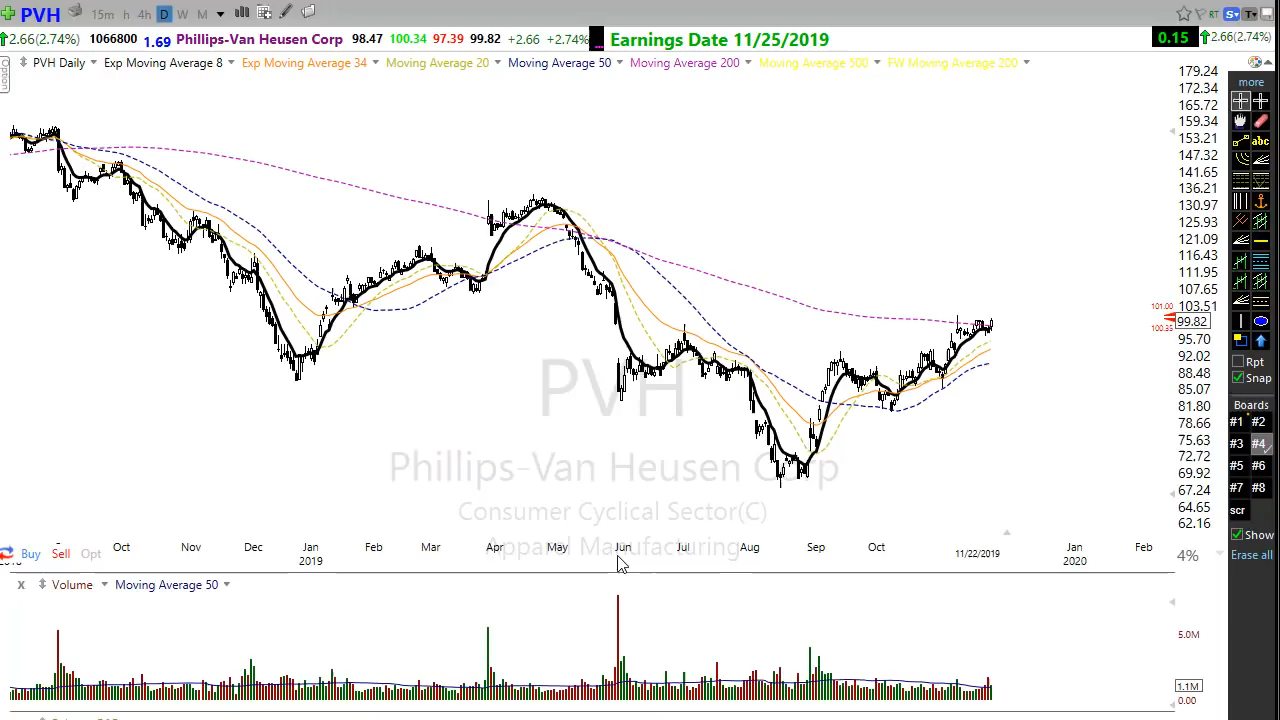 PVH 15m h 4h D W M RT S T
2.66(2.74%) 1066800 1.69 Phillips-Van Heusen Corp 98.47 100.34 97.39 99.82 +2.66 +2.74% Earnings Date 11/25/2019 0.15 2.66(2.74%)
Option
PVH Daily Exp Moving Average 8 Exp Moving Average 34 Moving Average 20 Moving Average 50 Moving Average 200 Moving Average 500 FW Moving Average 200
179.24
172.34
165.72
159.34
153.21
147.32
141.65
136.21
130.97
125.93
121.09
116.43
111.95
107.65
103.51
101.00
99.82
100.35
95.70
92.02
88.48
85.07
81.80
78.66
75.63
72.72
69.92
67.24
64.65
62.16
more
abc
Rpt
Snap
Boards
#1 #2
#3 #4
#5 #6
#7 #8
scr
Show
Erase all
PVH
Phillips-Van Heusen Corp
Consumer Cyclical Sector(C)
Apparel Manufacturing
Oct Nov Dec Jan Feb Mar Apr May Jun Jul Aug Sep Oct 11/22/2019 Jan Feb
2019 2020
Buy Sell Opt 4%
x Volume Moving Average 50
5.0M
1.1M
0.00